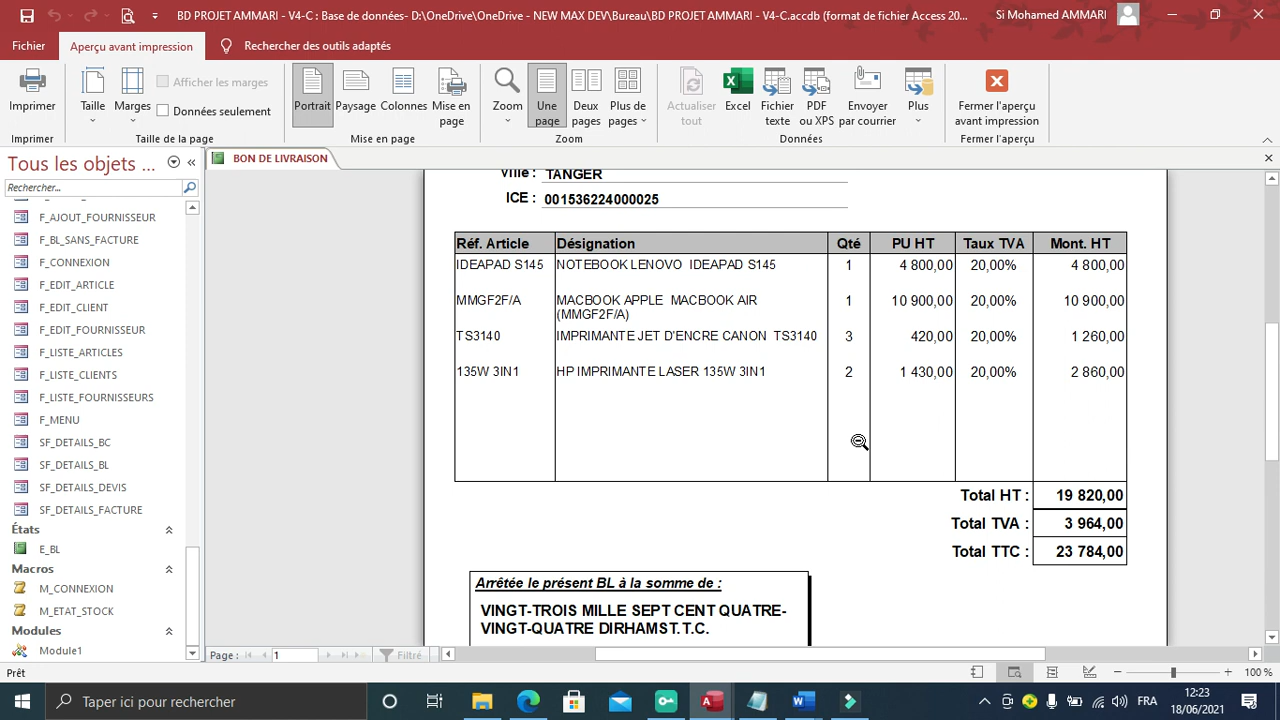 BD PROJET AMMARI - V4-C : Base de données- D:\OneDrive\OneDrive - NEW MAX DEV\Bureau\BD PROJET AMMARI - V4-C.accdb (format de fichier Access 20...
Si Mohamed AMMARI
Fichier
Aperçu avant impression
Rechercher des outils adaptés
Imprimer
Taille
Marges
Afficher les marges
Données seulement
Portrait
Paysage
Colonnes
Mise en page
Zoom
Une page
Deux pages
Plus de pages
Actualiser tout
Excel
Fichier texte
PDF ou XPS
Envoyer par courrier
Plus
Fermer l'aperçu avant impression
Imprimer
Taille de la page
Mise en page
Zoom
Données
Fermer l'aperçu
Tous les objets ...
Rechercher...
F_AJOUT_FOURNISSEUR
F_BL_SANS_FACTURE
F_CONNEXION
F_EDIT_ARTICLE
F_EDIT_CLIENT
F_EDIT_FOURNISSEUR
F_LISTE_ARTICLES
F_LISTE_CLIENTS
F_LISTE_FOURNISSEURS
F_MENU
SF_DETAILS_BC
SF_DETAILS_BL
SF_DETAILS_DEVIS
SF_DETAILS_FACTURE
États
E_BL
Macros
M_CONNEXION
M_ETAT_STOCK
Modules
Module1
BON DE LIVRAISON
Ville : TANGER
ICE : 001536224000025
Réf. Article Désignation Qté PU HT Taux TVA Mont. HT
IDEAPAD S145 NOTEBOOK LENOVO IDEAPAD S145 1 4 800,00 20,00% 4 800,00
MMGF2F/A MACBOOK APPLE MACBOOK AIR 1 10 900,00 20,00% 10 900,00
(MMGF2F/A)
TS3140 IMPRIMANTE JET D'ENCRE CANON TS3140 3 420,00 20,00% 1 260,00
135W 3IN1 HP IMPRIMANTE LASER 135W 3IN1 2 1 430,00 20,00% 2 860,00
Total HT : 19 820,00
Total TVA : 3 964,00
Total TTC : 23 784,00
Arrêtée le présent BL à la somme de :
VINGT-TROIS MILLE SEPT CENT QUATRE-
VINGT-QUATRE DIRHAMS T.T.C.
Page : 1
Filtré
Prêt
100 %
Taper ici pour rechercher
FRA
12:23
18/06/2021